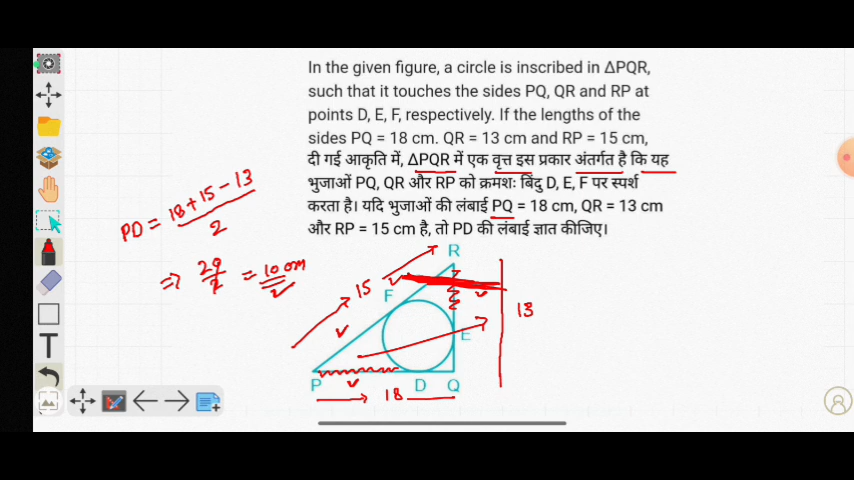 In the given figure, a circle is inscribed in ΔPQR,
such that it touches the sides PQ, QR and RP at
points D, E, F, respectively. If the lengths of the
sides PQ = 18 cm. QR = 13 cm and RP = 15 cm,
दी गई आकृति में, ΔPQR में एक वृत्त इस प्रकार अंतर्गत है कि यह
भुजाओं PQ, QR और RP को क्रमशः बिंदु D, E, F पर स्पर्श
करता है। यदि भुजाओं की लंबाई PQ = 18 cm, QR = 13 cm
और RP = 15 cm है, तो PD की लंबाई ज्ञात कीजिए।
PD = 18 + 15 - 13
2
⇒ 20/2 = 10 cm
R
15
F
13
E
P
D
Q
18
T